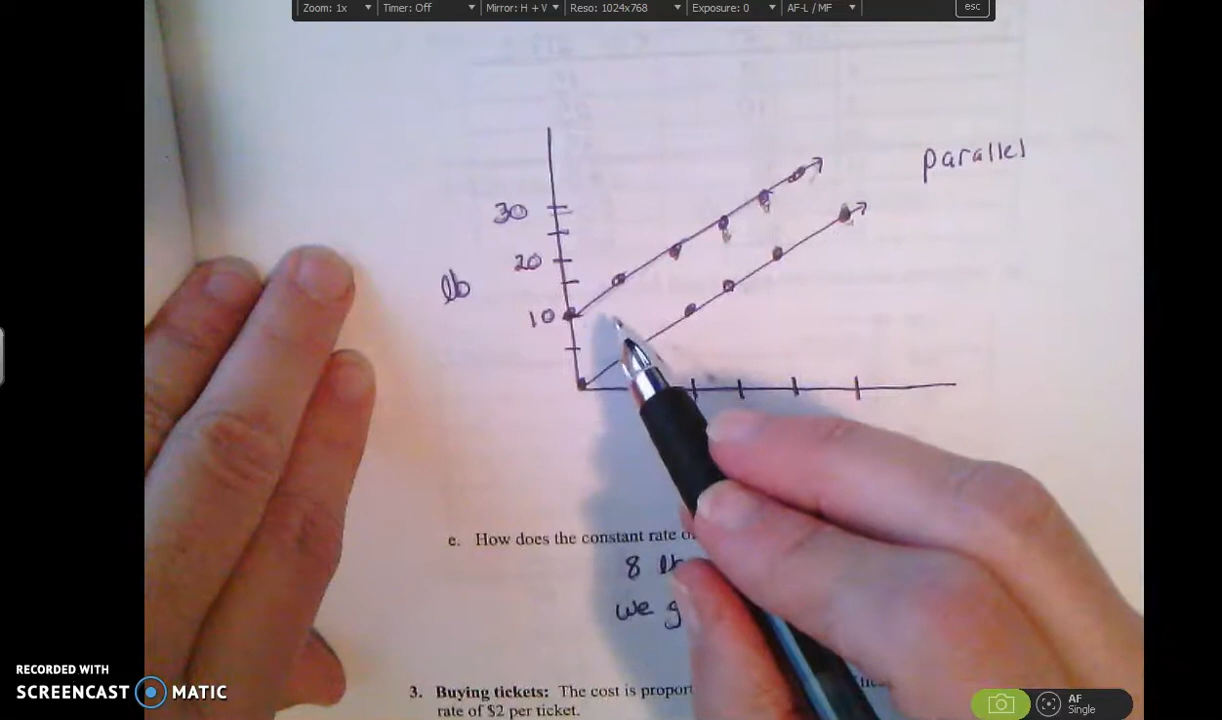 Zoom: 1x Timer: Off Mirror: H + V Reso: 1024x768 Exposure: 0 AF-L / MF esc
parallel
30
20
lb
10
e. How does the constant rate
8
we g
3. Buying tickets: The cost is
rate of $2 per ticket.
RECORDED WITH
SCREENCAST MATIC
AF
Single